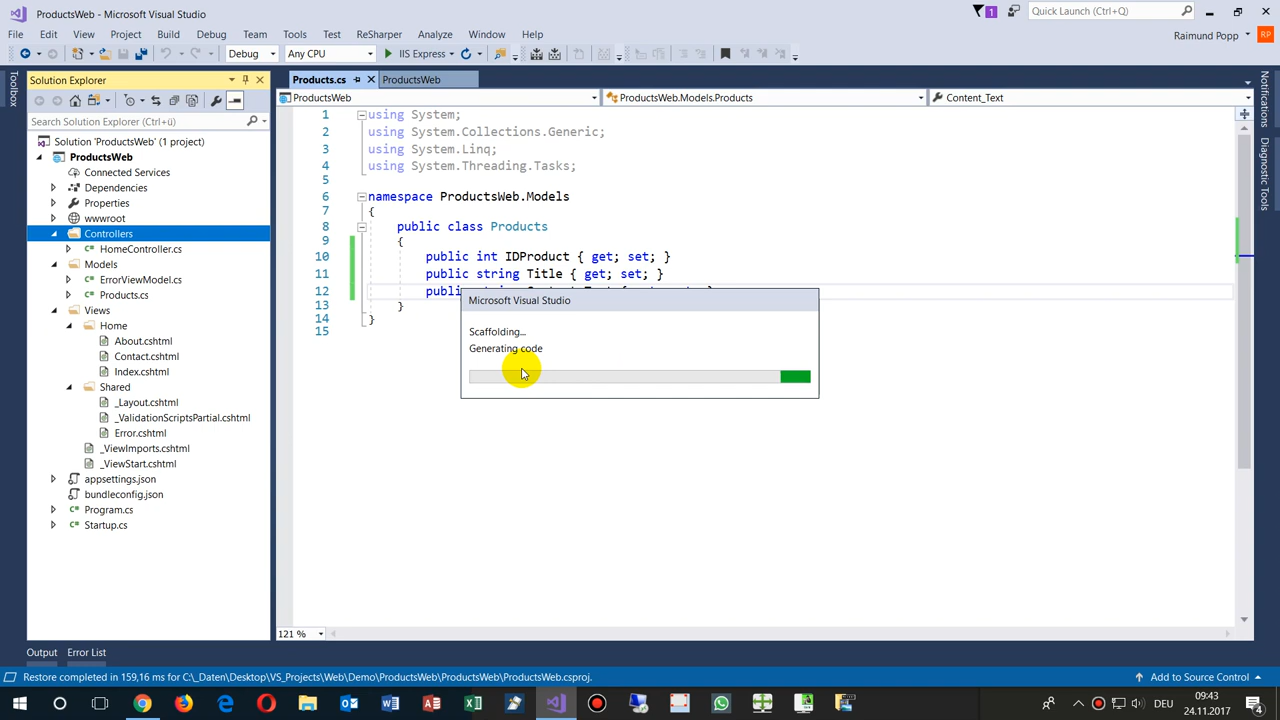 ProductsWeb - Microsoft Visual Studio
1
Quick Launch (Ctrl+Q)
File Edit View Project Build Debug Team Tools Test ReSharper Analyze Window Help
Raimund Popp
RP
Debug
Any CPU
IIS Express
Toolbox
Solution Explorer
Search Solution Explorer (Ctrl+ü)
Solution 'ProductsWeb' (1 project)
ProductsWeb
Connected Services
Dependencies
Properties
wwwroot
Controllers
HomeController.cs
Models
ErrorViewModel.cs
Products.cs
Views
Home
About.cshtml
Contact.cshtml
Index.cshtml
Shared
_Layout.cshtml
_ValidationScriptsPartial.cshtml
Error.cshtml
_ViewImports.cshtml
_ViewStart.cshtml
appsettings.json
bundleconfig.json
Program.cs
Startup.cs
Products.cs
ProductsWeb
ProductsWeb
ProductsWeb.Models.Products
Content_Text
1 using System;
2 using System.Collections.Generic;
3 using System.Linq;
4 using System.Threading.Tasks;
5
6 namespace ProductsWeb.Models
7 {
8 public class Products
9 {
10 public int IDProduct { get; set; }
11 public string Title { get; set; }
12 publi
13 }
14 }
15
Microsoft Visual Studio
Scaffolding...
Generating code
121 %
Notifications
Diagnostic Tools
Output
Error List
Restore completed in 159,16 ms for C:\_Daten\Desktop\VS_Projects\Web\Demo\ProductsWeb\ProductsWeb\ProductsWeb.csproj.
Add to Source Control
DEU
09:43
24.11.2017
4